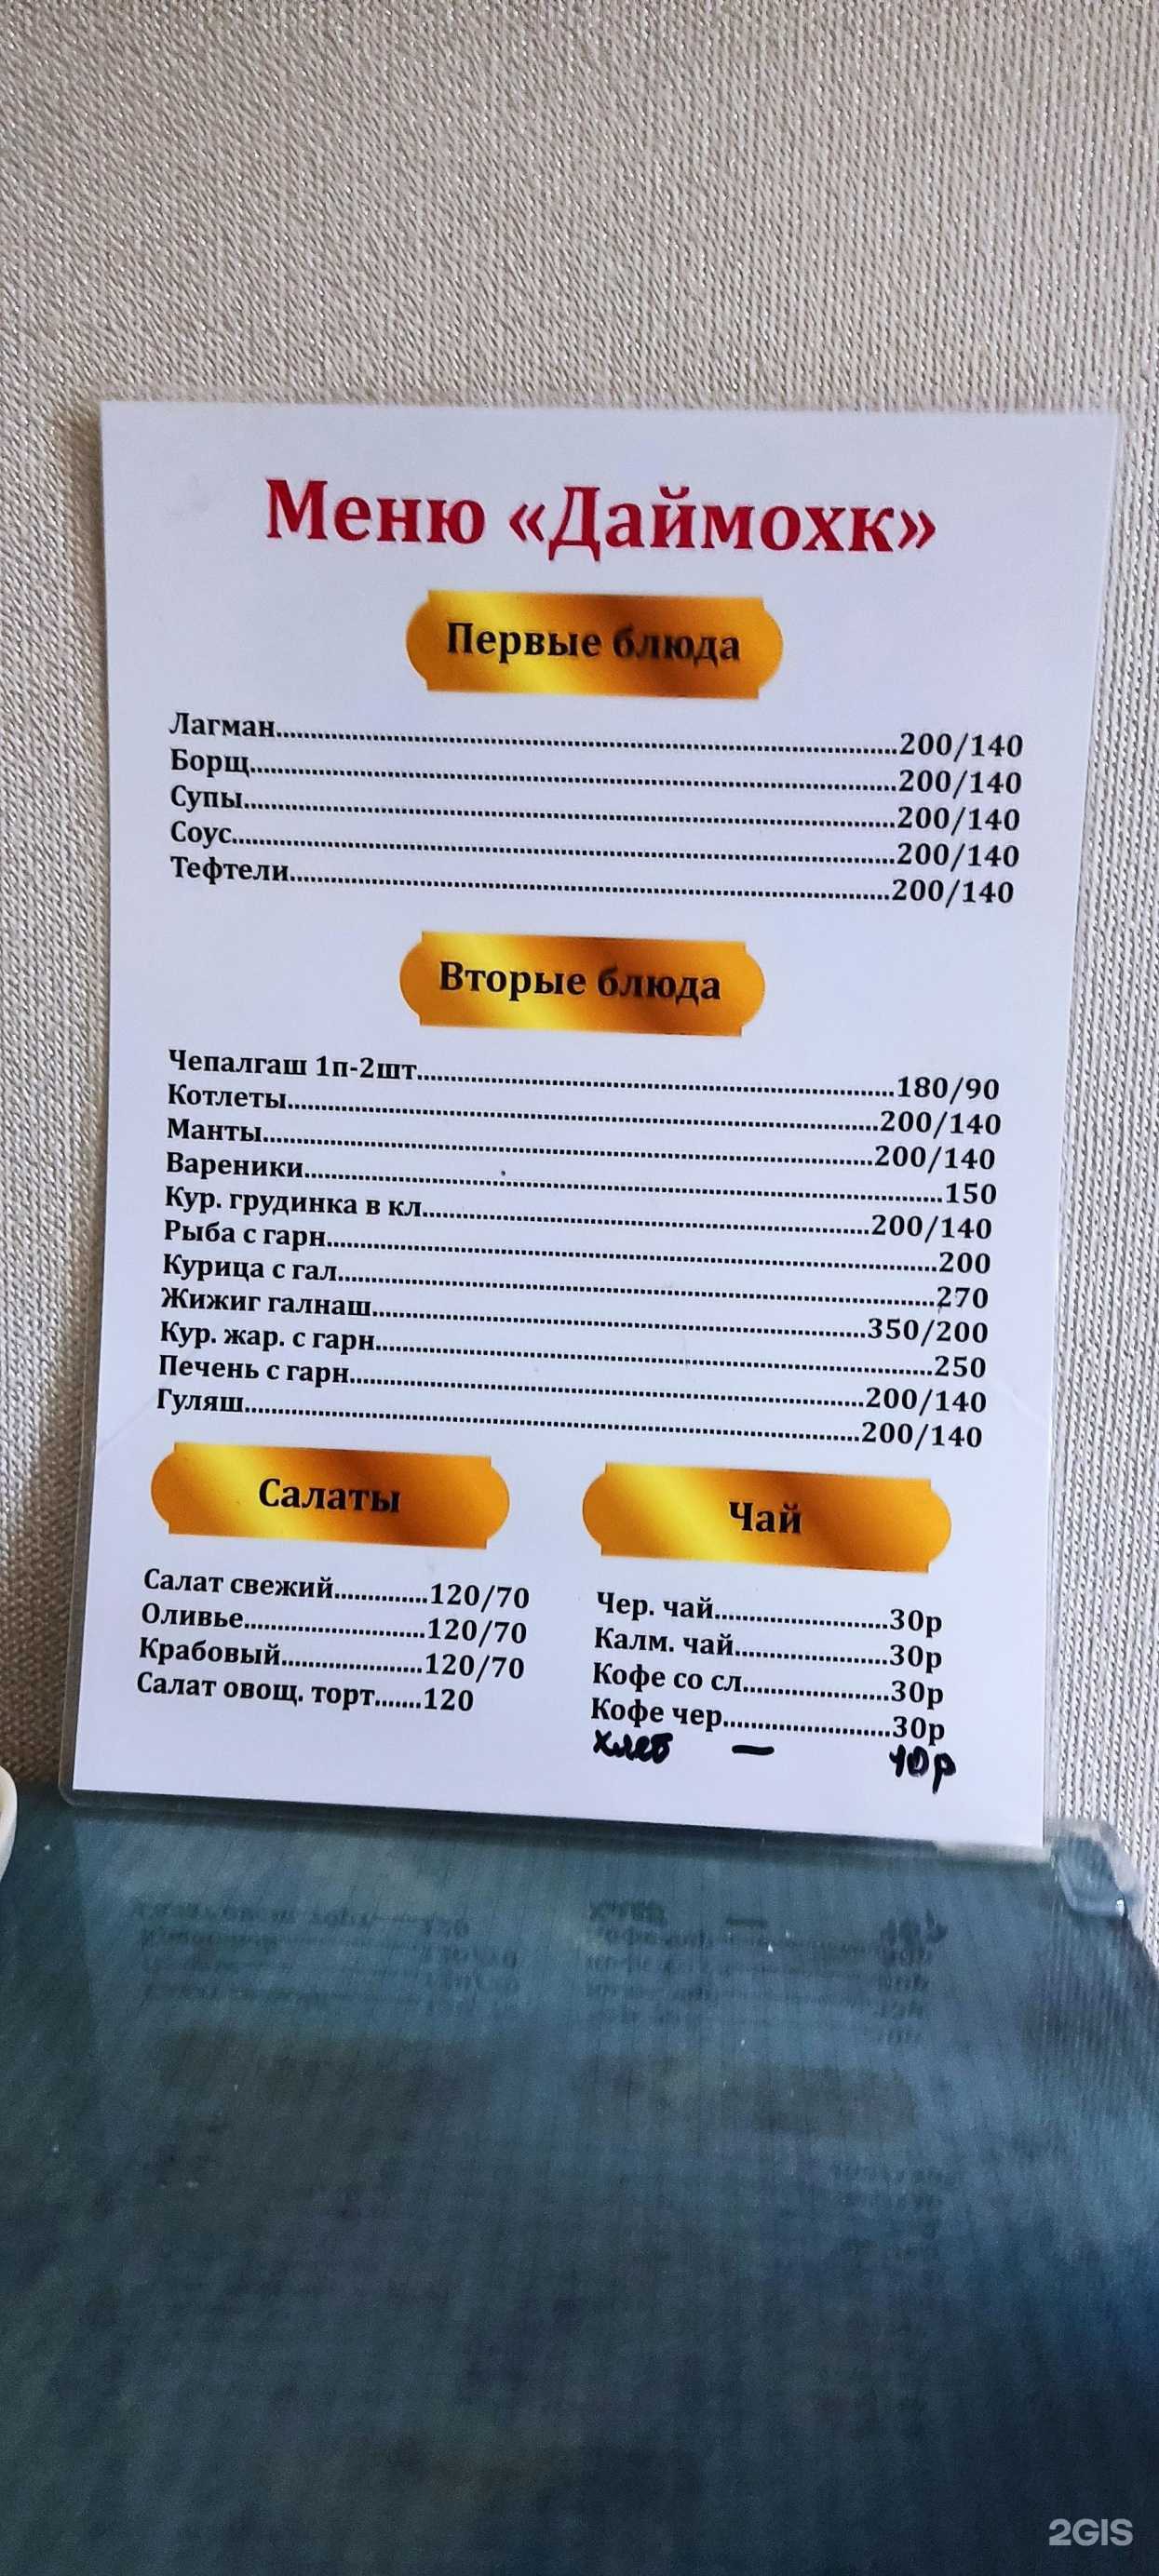 Меню «Даймохк»
Первые блюда
Лагман....200/140
Борщ....200/140
Супы....200/140
Соус....200/140
Тефтели....200/140
Вторые блюда
Чепалгаш 1п-2шт....180/90
Котлеты....200/140
Манты....200/140
Вареники....150
Кур. грудинка в кл....200/140
Рыба с гарн....200
Курица с гал....270
Жижиг галнаш....350/200
Кур. жар. с гарн....250
Печень с гарн....200/140
Гуляш....200/140
Салаты
Салат свежий....120/70
Оливье....120/70
Крабовый....120/70
Салат овощ. торт....120
Чай
Чер. чай....30р
Калм. чай....30р
Кофе со сл....30р
Кофе чер....30р
хлеб — 10р
2GIS